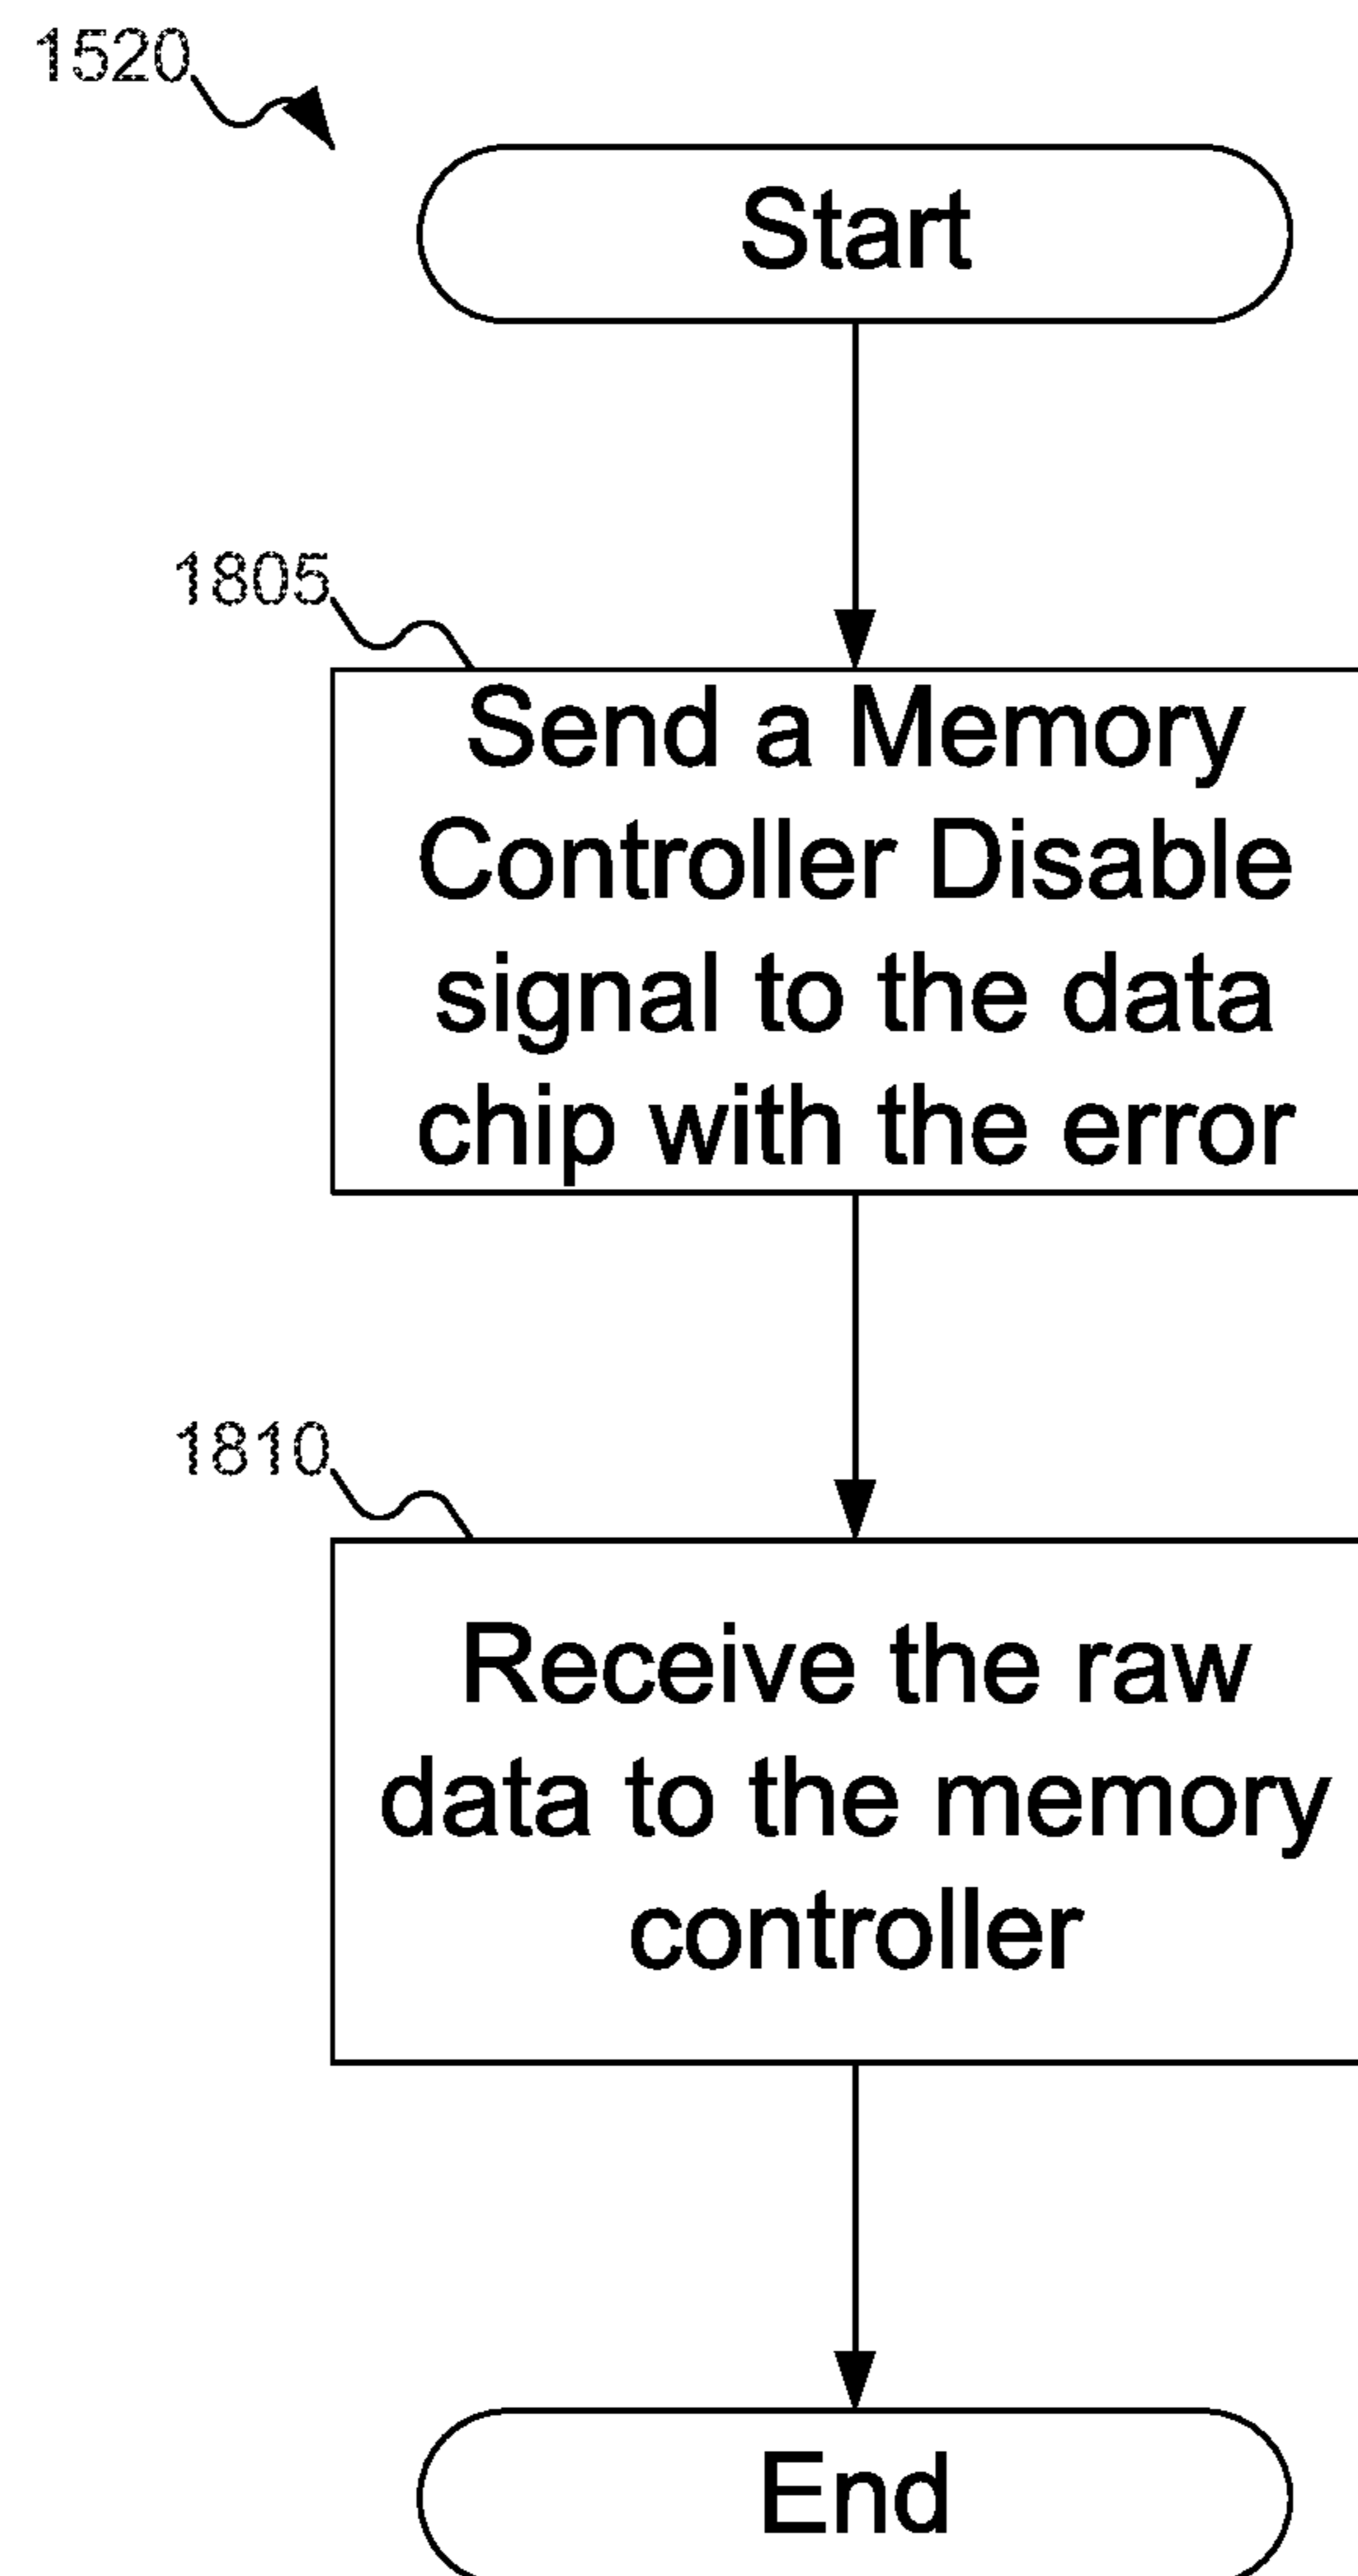 1520
Start
1805
Send a Memory
Controller Disable
signal to the data
chip with the error
1810
Receive the raw
data to the memory
controller
End